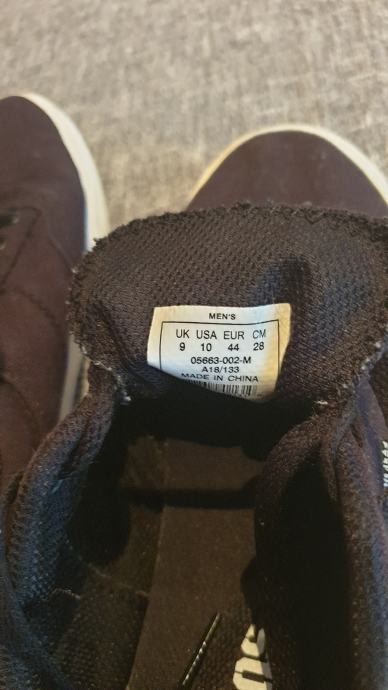 MEN'S
UK USA EUR CM
9 10 44 28
05663-002-M
A18/133
MADE IN CHINA